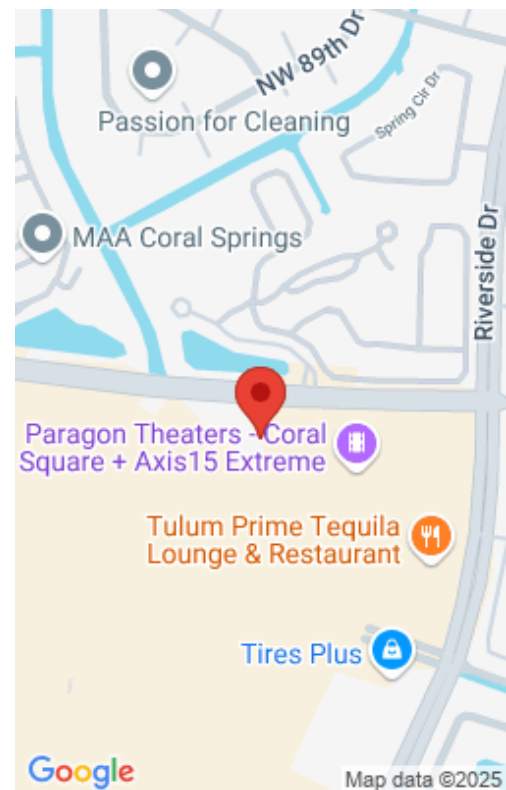 NW 89th Dr
Passion for Cleaning
Spring Cir Dr
MAA Coral Springs
Riverside Dr
Paragon Theaters - Coral
Square + Axis15 Extreme
Tulum Prime Tequila
Lounge & Restaurant
Tires Plus
Google
Map data ©2025